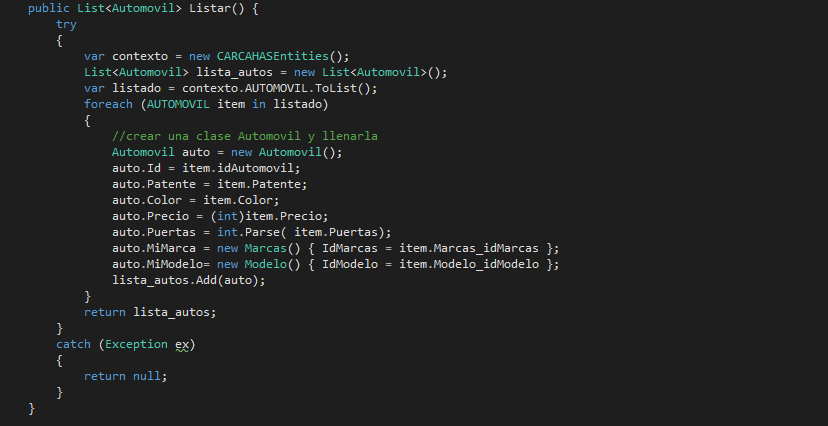 public List<Automovil> Listar() {
try
{
var contexto = new CARCAHASEntities();
List<Automovil> lista_autos = new List<Automovil>();
var listado = contexto.AUTOMOVIL.ToList();
foreach (AUTOMOVIL item in listado)
{
//crear una clase Automovil y llenarla
Automovil auto = new Automovil();
auto.Id = item.idAutomovil;
auto.Patente = item.Patente;
auto.Color = item.Color;
auto.Precio = (int)item.Precio;
auto.Puertas = int.Parse( item.Puertas);
auto.MiMarca = new Marcas() { IdMarcas = item.Marcas_idMarcas };
auto.MiModelo= new Modelo() { IdModelo = item.Modelo_idModelo };
lista_autos.Add(auto);
}
return lista_autos;
}
catch (Exception ex)
{
return null;
}
}